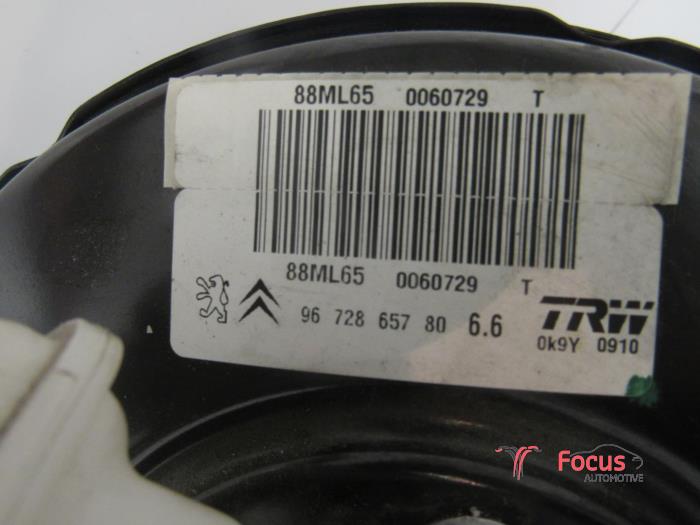 88ML65 0060729 T
88ML65 0060729 T
96 728 657 80 6.6
TRW
0k9Y 0910
Focus
AUTOMOTIVE